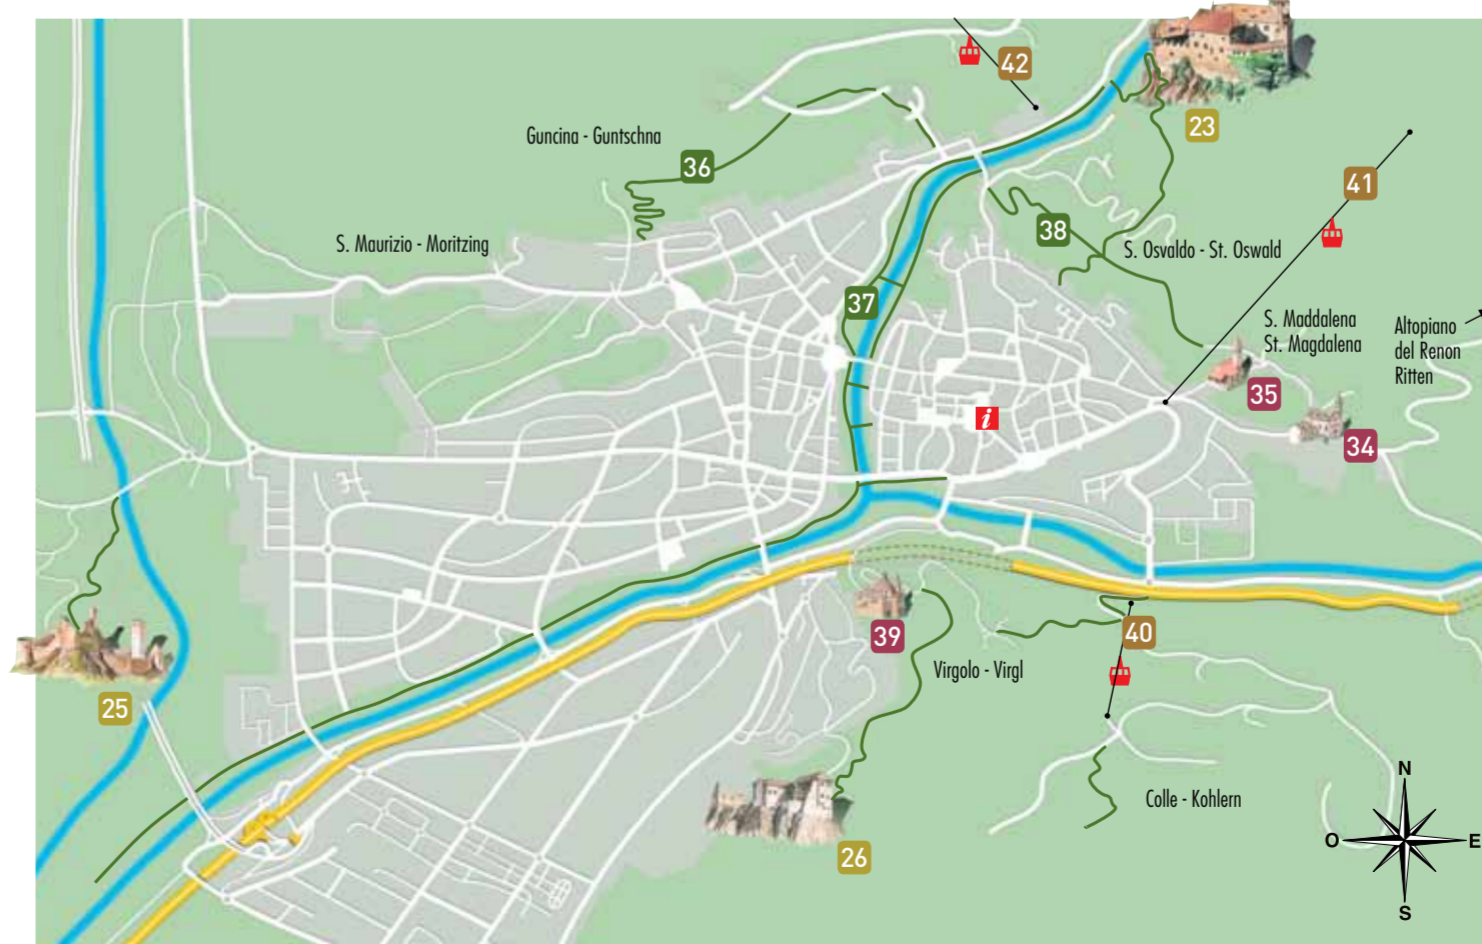 42
23
Guncina - Guntschna
36
41
S. Maurizio - Moritzing
38
S. Osvaldo - St. Oswald
37
S. Maddalena
St. Magdalena
Altopiano
del Renon
Ritten
35
i
34
40
39
Virgolo - Virgl
25
26
Colle - Kohlern
N
O
E
S